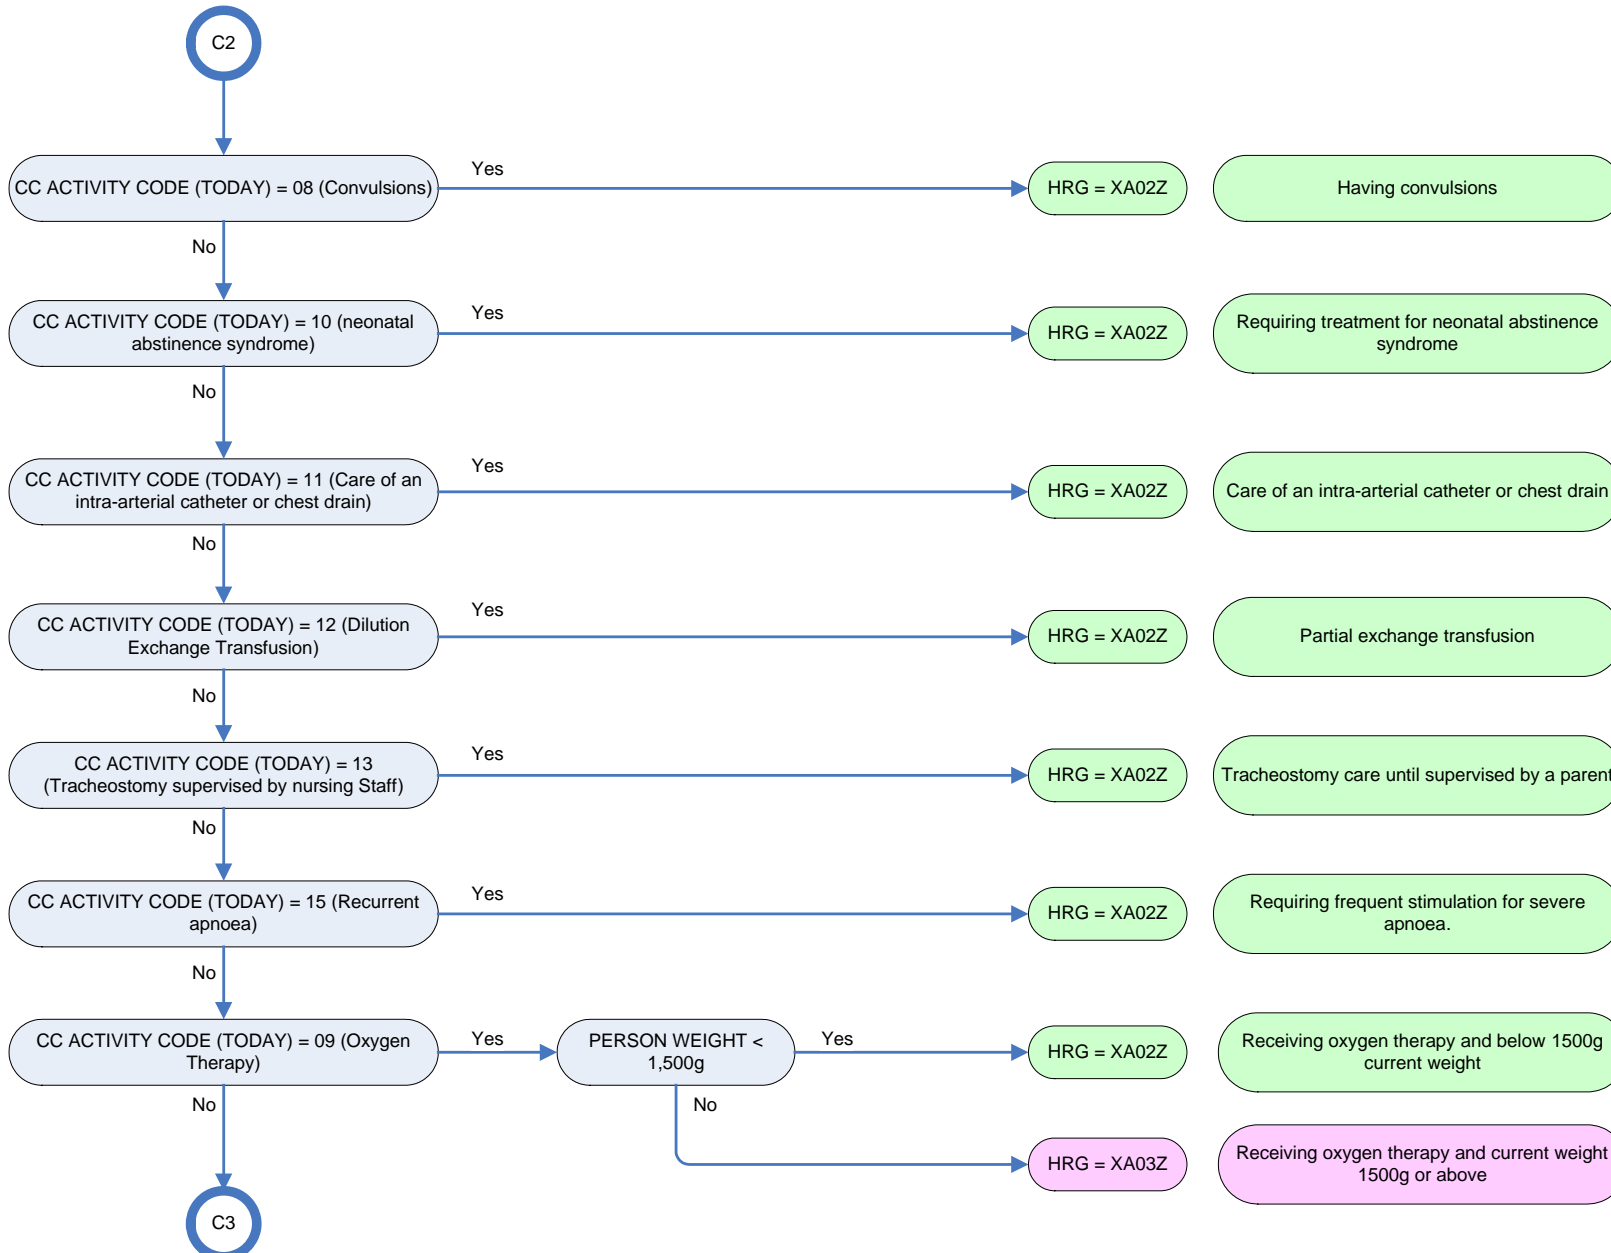 C2
CC ACTIVITY CODE (TODAY) = 08 (Convulsions)
Yes
HRG = XA02Z
Having convulsions
No
CC ACTIVITY CODE (TODAY) = 10 (neonatal
abstinence syndrome)
Yes
HRG = XA02Z
Requiring treatment for neonatal abstinence
syndrome
No
CC ACTIVITY CODE (TODAY) = 11 (Care of an
intra-arterial catheter or chest drain)
Yes
HRG = XA02Z
Care of an intra-arterial catheter or chest drain
No
CC ACTIVITY CODE (TODAY) = 12 (Dilution
Exchange Transfusion)
Yes
HRG = XA02Z
Partial exchange transfusion
No
CC ACTIVITY CODE (TODAY) = 13
(Tracheostomy supervised by nursing Staff)
Yes
HRG = XA02Z
Tracheostomy care until supervised by a parent
No
CC ACTIVITY CODE (TODAY) = 15 (Recurrent
apnoea)
Yes
HRG = XA02Z
Requiring frequent stimulation for severe
apnoea.
No
CC ACTIVITY CODE (TODAY) = 09 (Oxygen
Therapy)
Yes
PERSON WEIGHT <
1,500g
Yes
HRG = XA02Z
Receiving oxygen therapy and below 1500g
current weight
No
No
HRG = XA03Z
Receiving oxygen therapy and current weight
1500g or above
C3